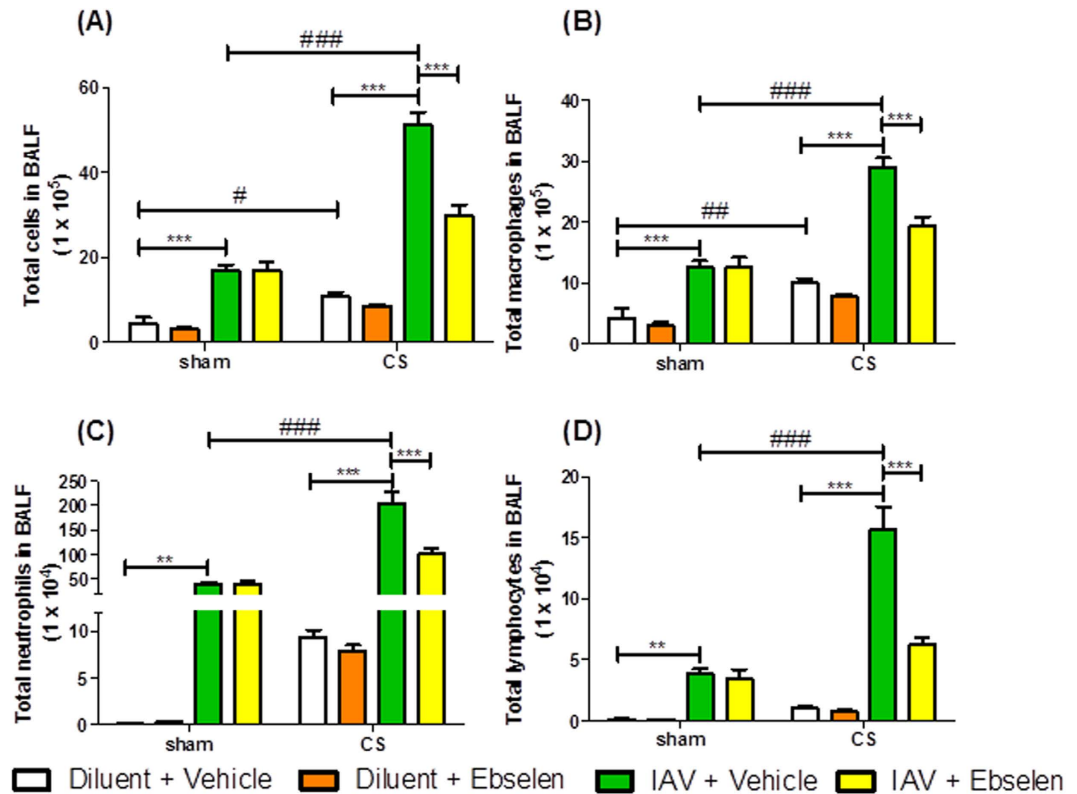 (A)
###
***
***
#
***
Total cells in BALF
(1 x 10⁵)
60
40
20
0
sham
CS
(B)
###
***
***
##
***
Total macrophages in BALF
(1 x 10⁵)
40
30
20
10
0
sham
CS
(C)
###
***
***
**
Total neutrophils in BALF
(1 x 10⁴)
250
200
150
100
50
10
5
0
sham
CS
(D)
###
***
***
**
Total lymphocytes in BALF
(1 x 10⁴)
20
15
10
5
0
sham
CS
Diluent + Vehicle
Diluent + Ebselen
IAV + Vehicle
IAV + Ebselen